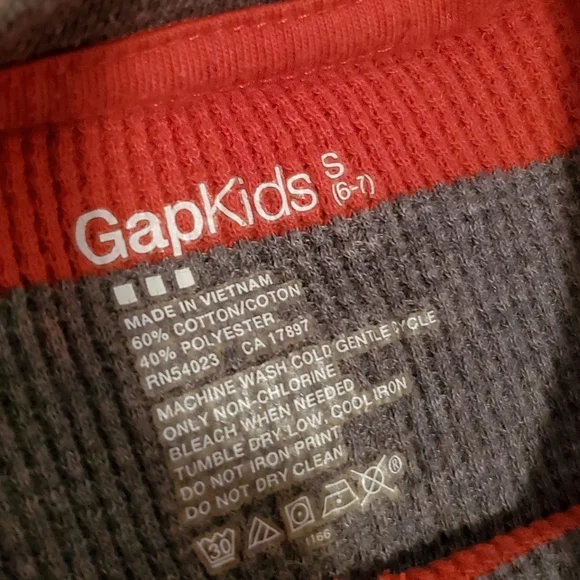 GapKids S
(6-7)
MADE IN VIETNAM
60% COTTON/COTON
40% POLYESTER
RN54023 CA 17897
MACHINE WASH COLD GENTLE CYCLE
ONLY NON-CHLORINE
BLEACH WHEN NEEDED
TUMBLE DRY LOW, COOL IRON
DO NOT IRON PRINT
DO NOT DRY CLEAN
30 ®
1166